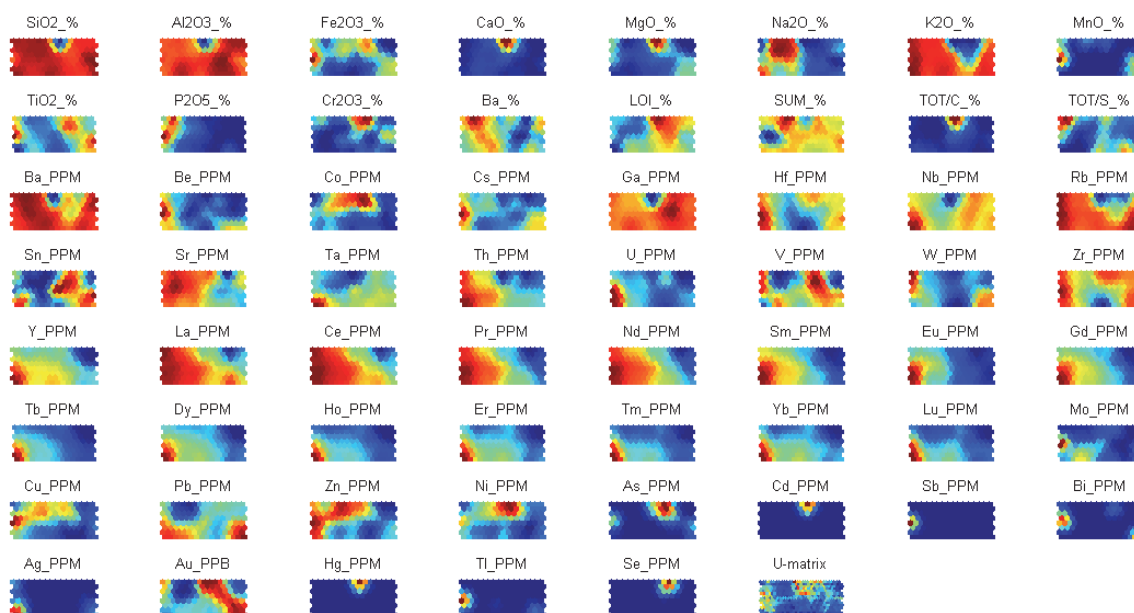 SiO2_% Al2O3_% Fe2O3_% CaO_% MgO_% Na2O_% K2O_% MnO_%
TiO2_% P2O5_% Cr2O3_% Ba_% LOI_% SUM_% TOT/C_% TOT/S_%
Ba_PPM Be_PPM Co_PPM Cs_PPM Ga_PPM Hf_PPM Nb_PPM Rb_PPM
Sn_PPM Sr_PPM Ta_PPM Th_PPM U_PPM V_PPM W_PPM Zr_PPM
Y_PPM La_PPM Ce_PPM Pr_PPM Nd_PPM Sm_PPM Eu_PPM Gd_PPM
Tb_PPM Dy_PPM Ho_PPM Er_PPM Tm_PPM Yb_PPM Lu_PPM Mo_PPM
Cu_PPM Pb_PPM Zn_PPM Ni_PPM As_PPM Cd_PPM Sb_PPM Bi_PPM
Ag_PPM Au_PPB Hg_PPM Tl_PPM Se_PPM U-matrix